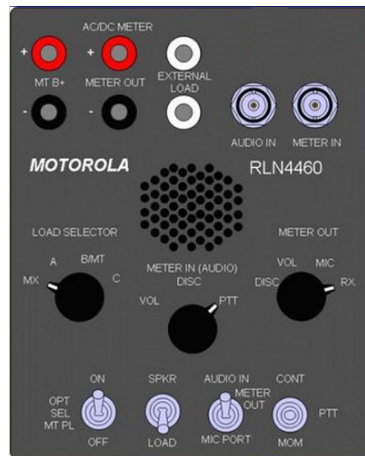 AC/DC METER
+ +
MT B+ METER OUT EXTERNAL
LOAD
- -
AUDIO IN METER IN
MOTOROLA RLN4460
LOAD SELECTOR METER OUT
MX A B/MT C
METER IN (AUDIO)
VOL DISC PTT
DISC VOL MIC RX
ON SPKR AUDIO IN CONT
OPT
SEL
MT PL
METER
OUT
PTT
OFF LOAD MIC PORT MOM